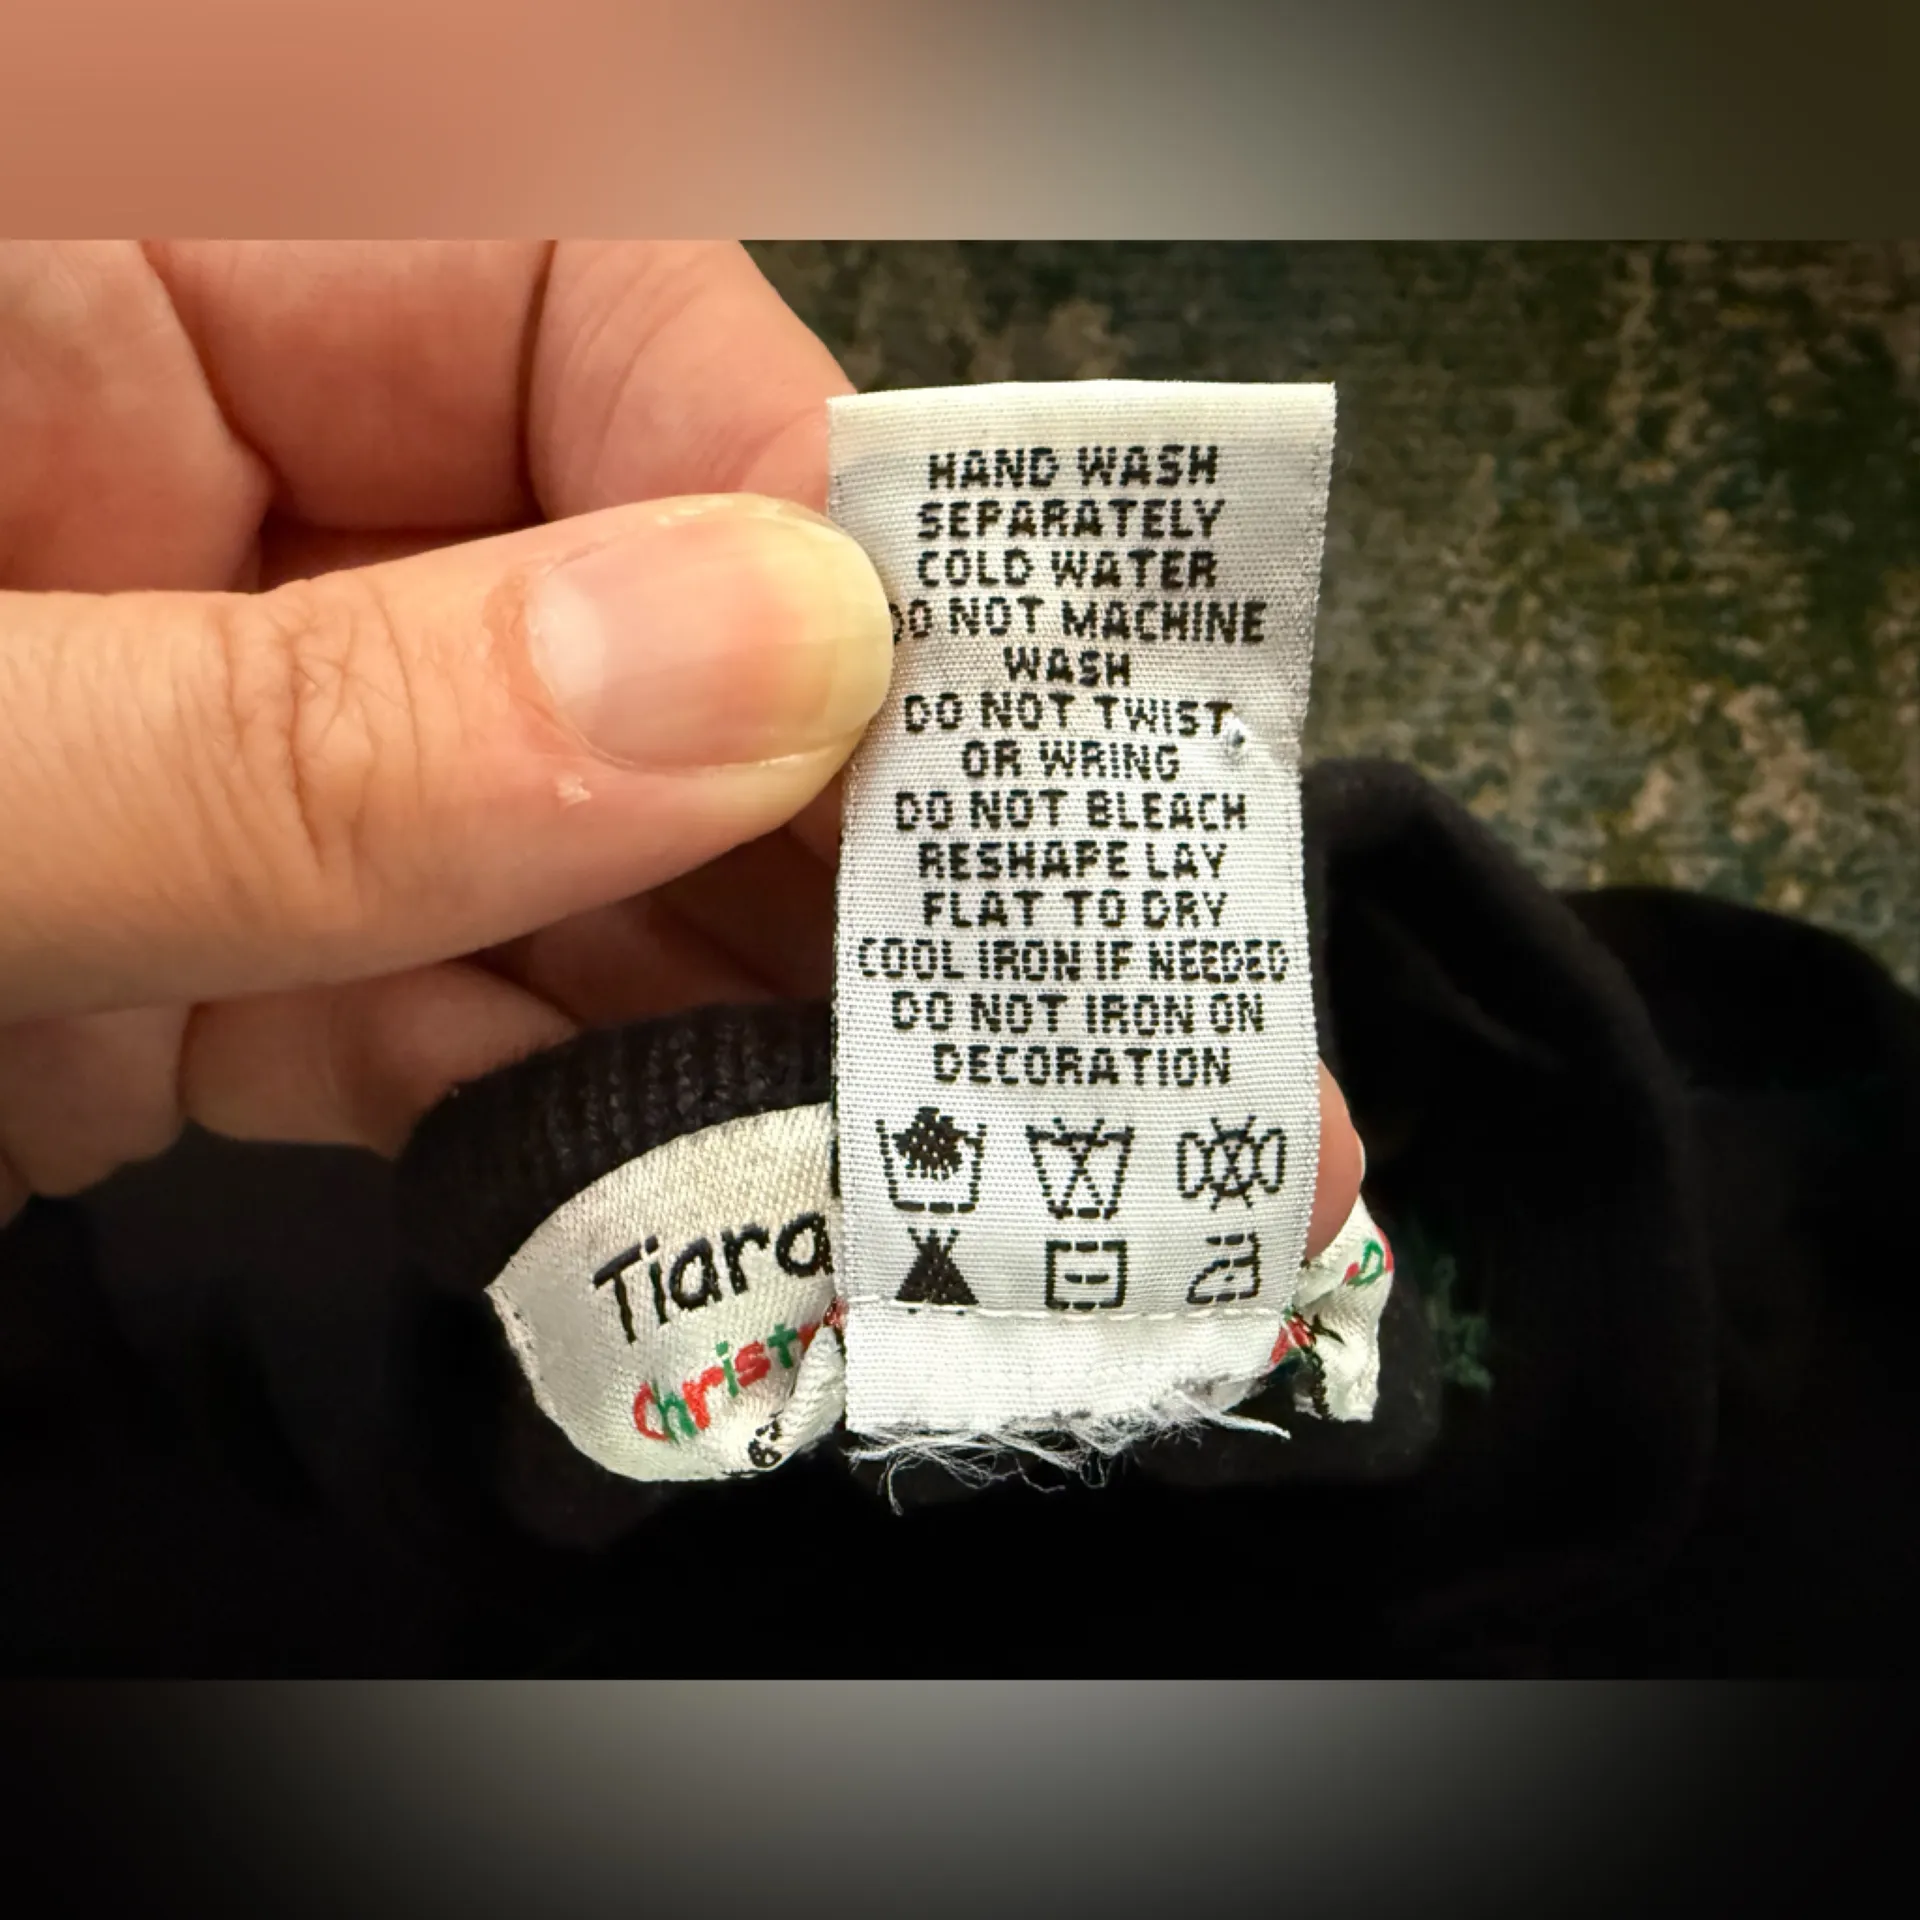 HAND WASH
SEPARATELY
COLD WATER
DO NOT MACHINE
WASH
DO NOT TWIST
OR WRING
DO NOT BLEACH
RESHAPE LAY
FLAT TO DRY
COOL IRON IF NEEDED
DO NOT IRON ON
DECORATION
Tiara
Christ